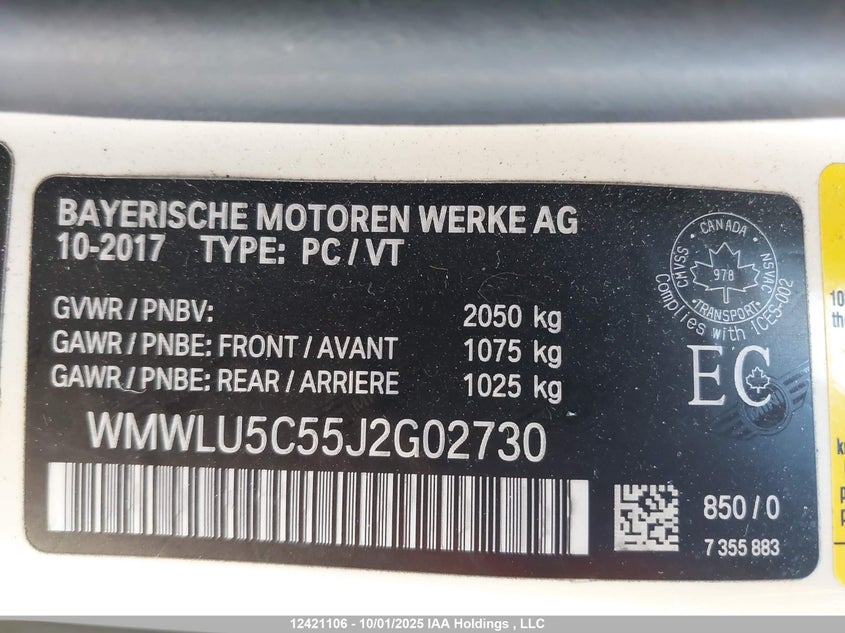 BAYERISCHE MOTOREN WERKE AG
10-2017 TYPE: PC / VT
GVWR / PNBV: 2050 kg
GAWR / PNBE: FRONT / AVANT 1075 kg
GAWR / PNBE: REAR / ARRIERE 1025 kg
CMVSS · CANADA · NSVAC
978
· TRANSPORT ·
Complies with ICES-002
EC
WMWLU5C55J2G02730
850 / 0
7 355 883
10
the
k
p
p
12421106 - 10/01/2025 IAA Holdings , LLC